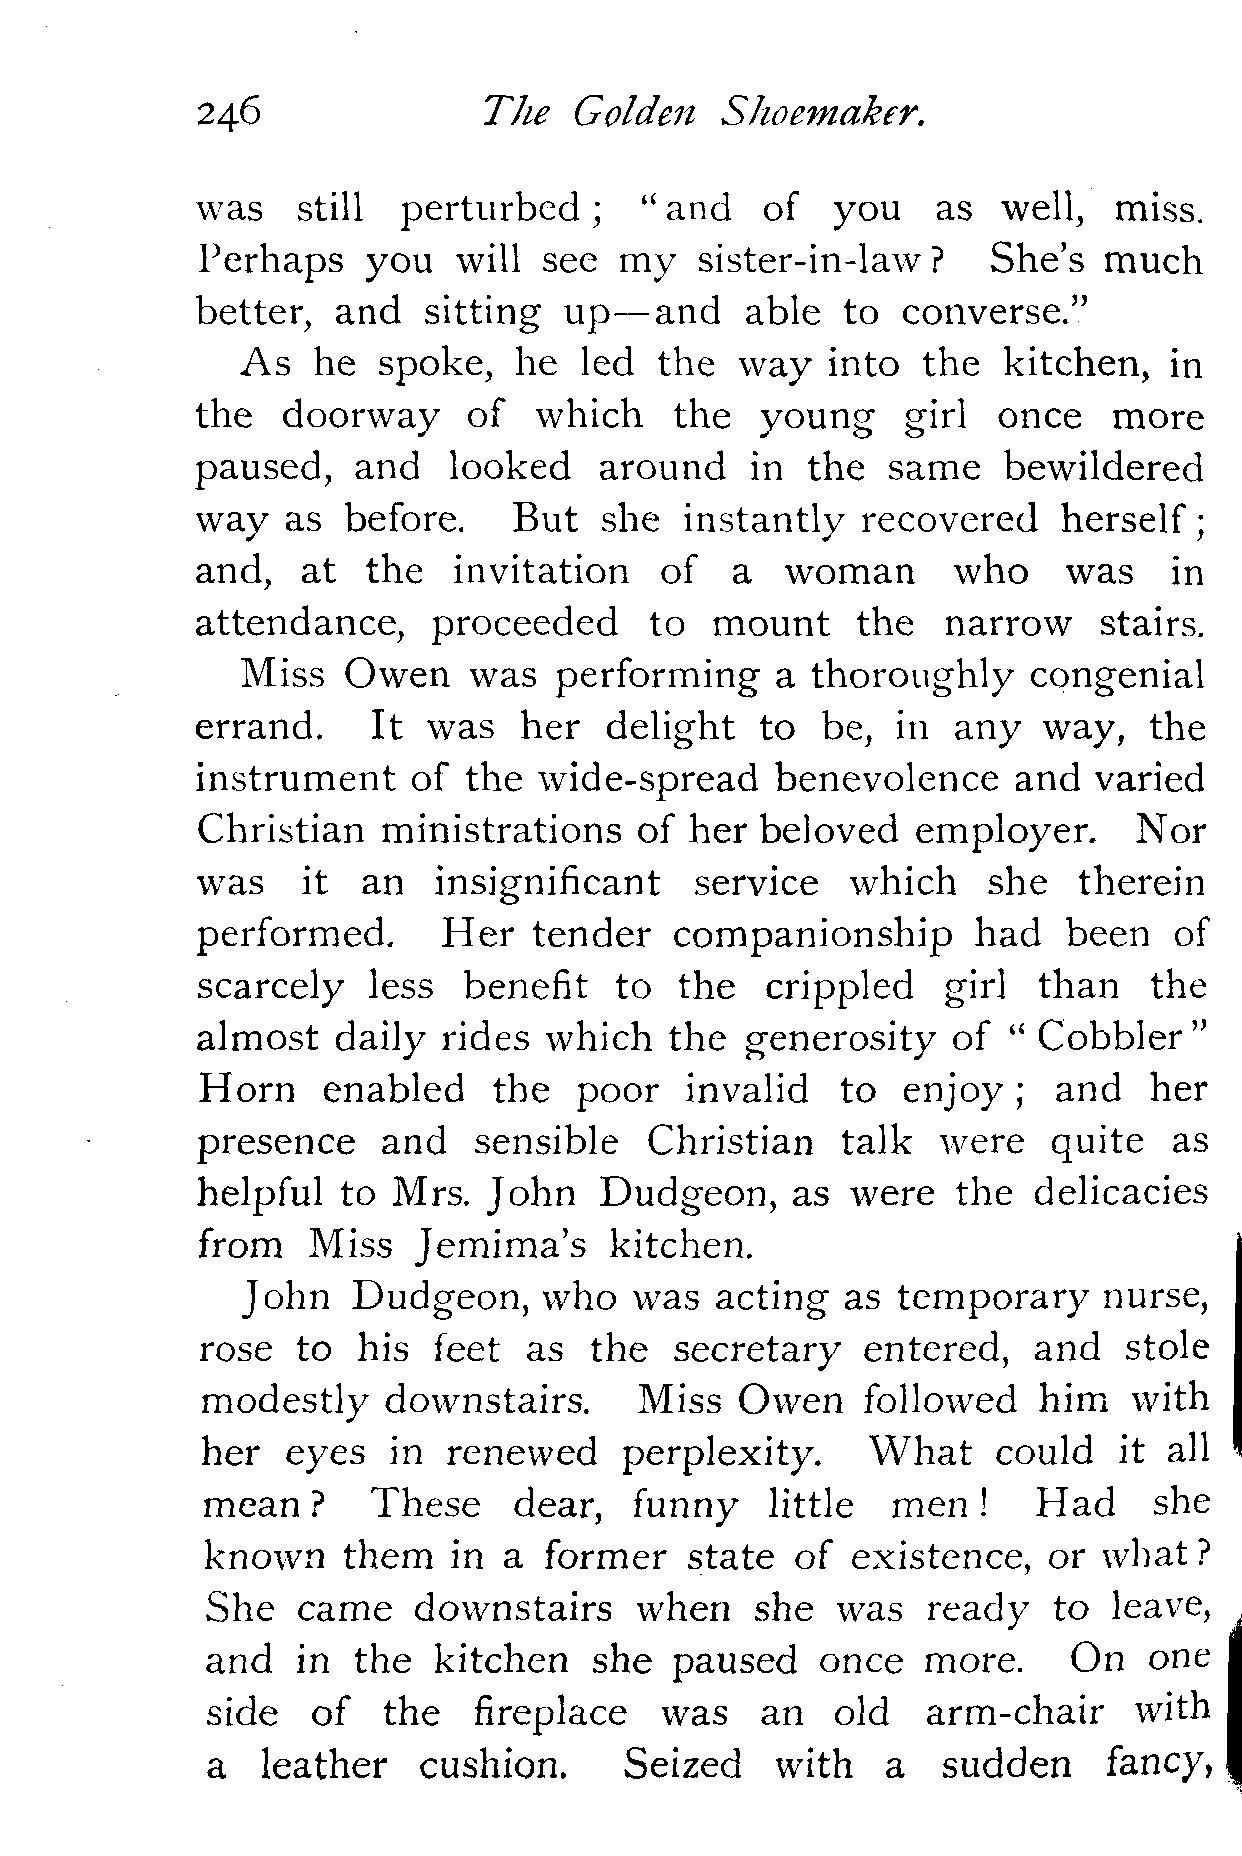 246 The Golden Shoemaker.
was still perturbed; "and of you as well, miss.
Perhaps you will see my sister-in-law? She's much
better, and sitting up—and able to converse."
As he spoke, he led the way into the kitchen, in
the doorway of which the young girl once more
paused, and looked around in the same bewildered
way as before. But she instantly recovered herself;
and, at the invitation of a woman who was in
attendance, proceeded to mount the narrow stairs.
Miss Owen was performing a thoroughly congenial
errand. It was her delight to be, in any way, the
instrument of the wide-spread benevolence and varied
Christian ministrations of her beloved employer. Nor
was it an insignificant service which she therein
performed. Her tender companionship had been of
scarcely less benefit to the crippled girl than the
almost daily rides which the generosity of "Cobbler"
Horn enabled the poor invalid to enjoy; and her
presence and sensible Christian talk were quite as
helpful to Mrs. John Dudgeon, as were the delicacies
from Miss Jemima's kitchen.
John Dudgeon, who was acting as temporary nurse,
rose to his feet as the secretary entered, and stole
modestly downstairs. Miss Owen followed him with
her eyes in renewed perplexity. What could it all
mean? These dear, funny little men! Had she
known them in a former state of existence, or what?
She came downstairs when she was ready to leave,
and in the kitchen she paused once more. On one
side of the fireplace was an old arm-chair with
a leather cushion. Seized with a sudden fancy,